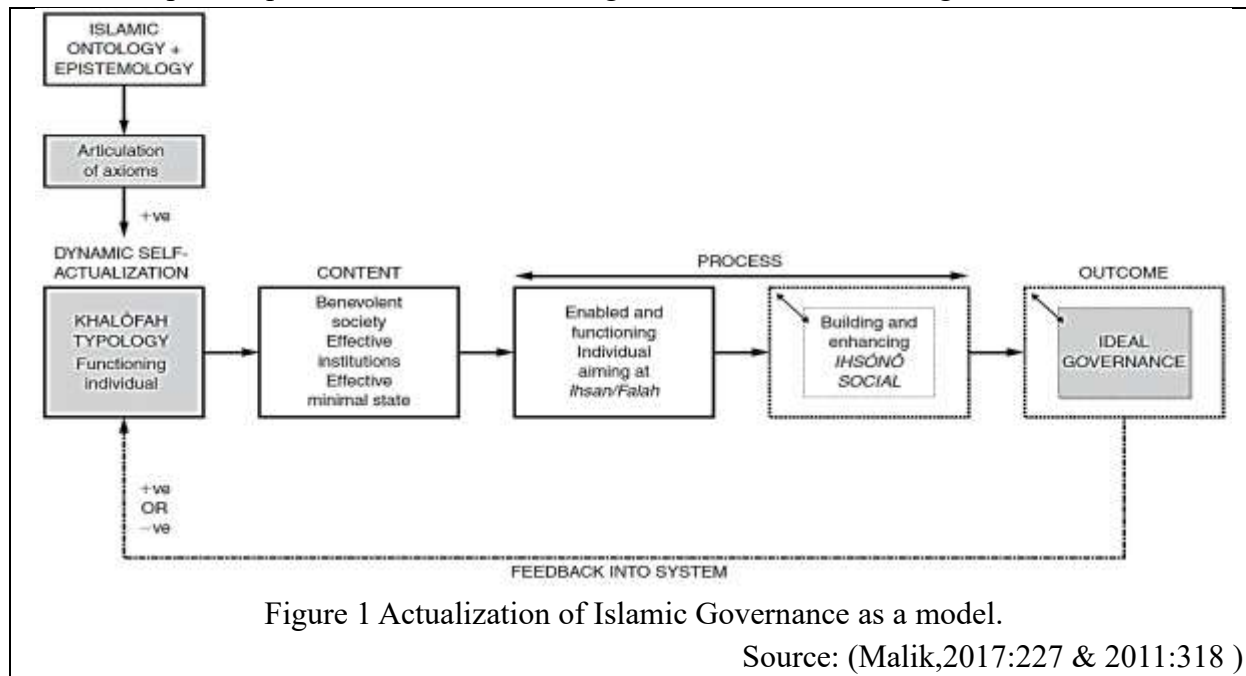 ISLAMIC
ONTOLOGY +
EPISTEMOLOGY
Articulation
of axioms
+ve
DYNAMIC SELF-
ACTUALIZATION
KHALÔFAH
TYPOLOGY
Functioning
individual
CONTENT
Benevolent
society
Effective
institutions
Effective
minimal state
PROCESS
Enabled and
functioning
Individual
aiming at
Ihsan/Falah
Building and
enhancing
IHSÓNÔ
SOCIAL
OUTCOME
IDEAL
GOVERNANCE
+ve
OR
−ve
FEEDBACK INTO SYSTEM
Figure 1 Actualization of Islamic Governance as a model.
Source: (Malik,2017:227 & 2011:318 )